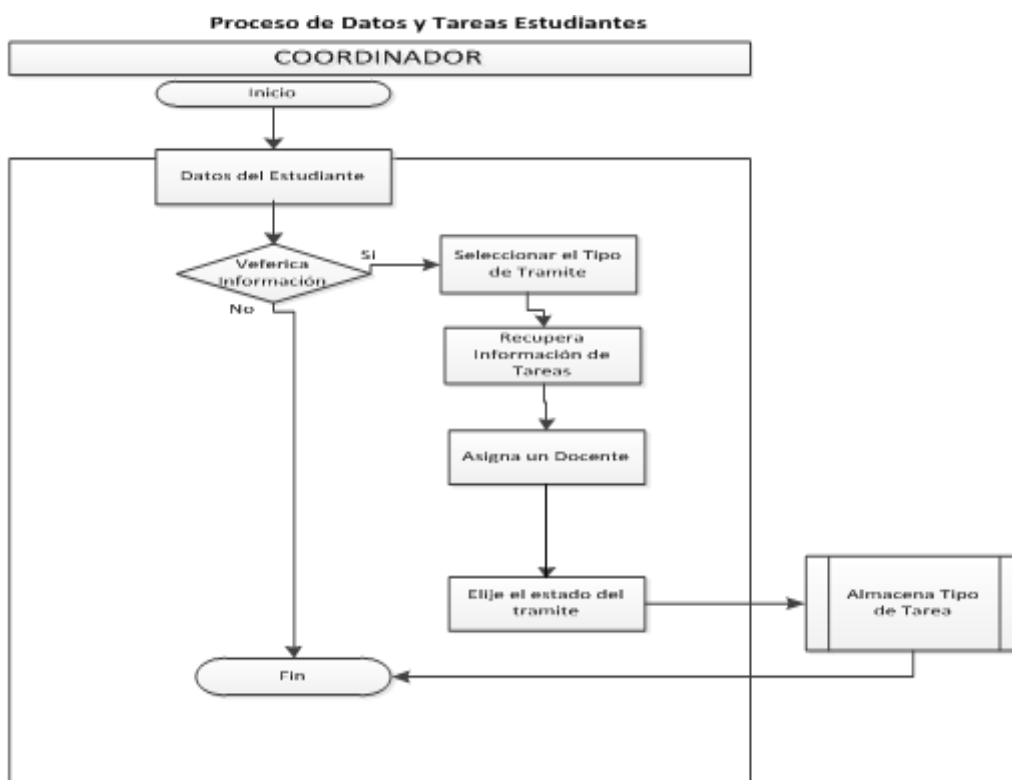 Proceso de Datos y Tareas Estudiantes
COORDINADOR
Inicio
Datos del Estudiante
Veferica
Información
Si
No
Seleccionar el Tipo
de Tramite
Recupera
Información de
Tareas
Asigna un Docente
Elije el estado del
tramite
Almacena Tipo
de Tarea
Fin